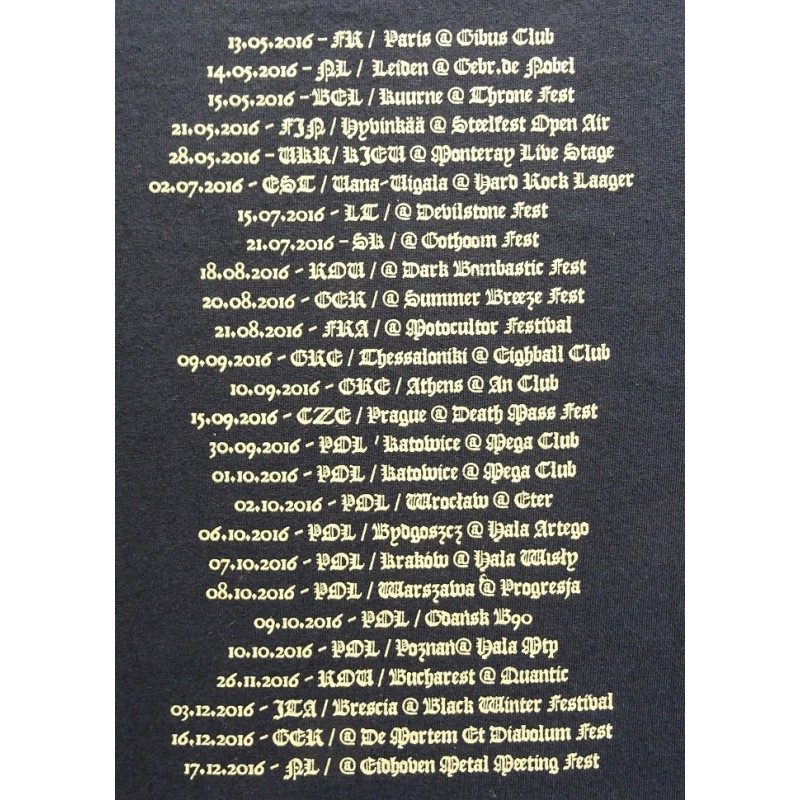 13.05.2016 - FR / Paris @ Gibus Club
14.05.2016 - NL / Leiden @ Gebr.de Nobel
15.05.2016 - BEL / Kuurne @ Throne Fest
21.05.2016 - FIN / Hyvinkää @ Steelfest Open Air
28.05.2016 - UKR/ KIEV @ Monteray Live Stage
02.07.2016 - EST / Vana-Vigala @ Hard Rock Laager
15.07.2016 - LT / @ Devilstone Fest
21.07.2016 - SK / @ Gothoom Fest
18.08.2016 - ROU / @ Dark Bombastic Fest
20.08.2016 - GER / @ Summer Breeze Fest
21.08.2016 - FRA / @ Motocultor Festival
09.09.2016 - GRE / Thessaloniki @ Eighball Club
10.09.2016 - GRE / Athens @ An Club
15.09.2016 - CZE / Prague @ Death Mass Fest
30.09.2016 - POL / Katowice @ Mega Club
01.10.2016 - POL / Katowice @ Mega Club
02.10.2016 - POL / Wrocław @ Eter
06.10.2016 - POL / Bydgoszcz @ Hala Artego
07.10.2016 - POL / Kraków @ Hala Wisły
08.10.2016 - POL / Warszawa @ Progresja
09.10.2016 - POL / Gdańsk B90
10.10.2016 - POL / Poznań@ Hala Mtp
26.11.2016 - ROU / Bucharest @ Quantic
03.12.2016 - ITA / Brescia @ Black Winter Festival
16.12.2016 - GER / @ De Mortem Et Diabolum Fest
17.12.2016 - NL / @ Eidhoven Metal Meeting Fest